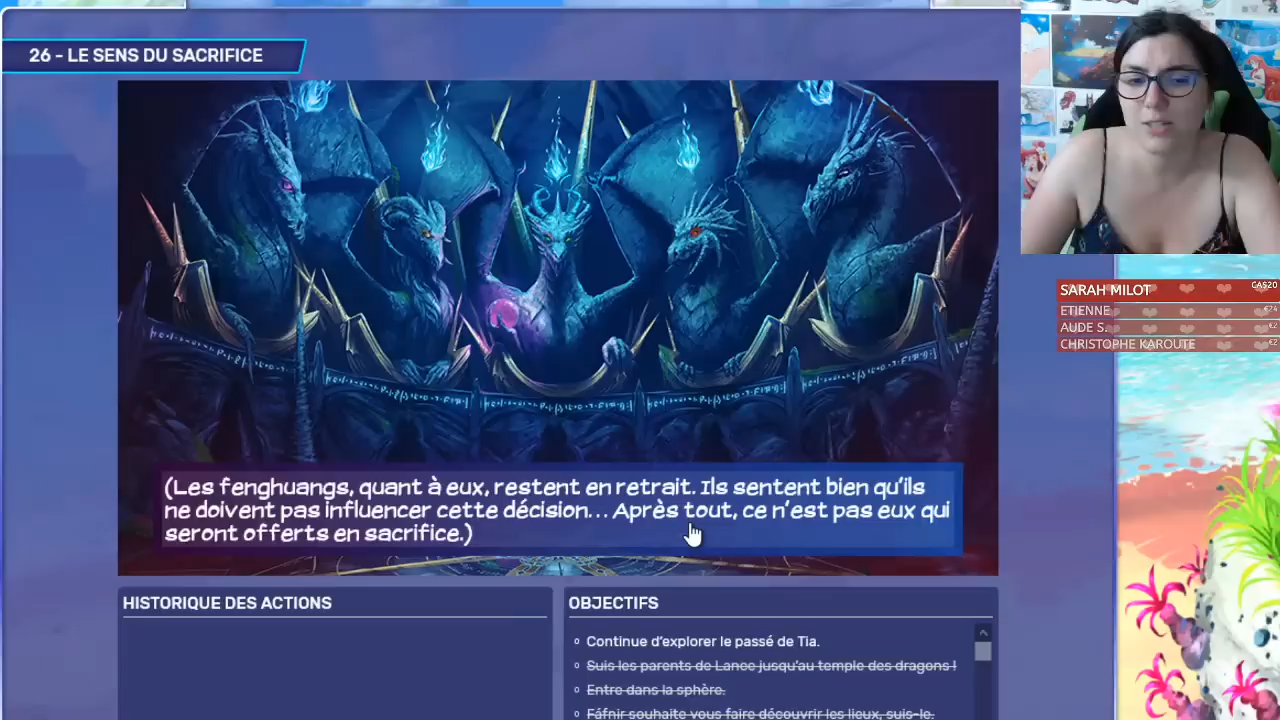 26 - LE SENS DU SACRIFICE
SARAH MILOT CA$20
ETIENNE €24
AUDE S. €2
CHRISTOPHE KAROUTE €2
(Les fenghuangs, quant à eux, restent en retrait. Ils sentent bien qu'ils
ne doivent pas influencer cette décision... Après tout, ce n'est pas eux qui
seront offerts en sacrifice.)
HISTORIQUE DES ACTIONS
OBJECTIFS
Continue d'explorer le passé de Tia.
Suis les parents de Lance jusqu'au temple des dragons !
Entre dans la sphère.
Fáfnir souhaite vous faire découvrir les lieux, suis-le.